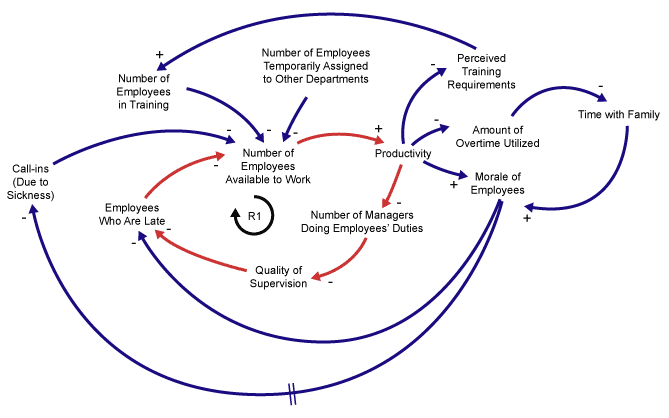 Number of Employees
Temporarily Assigned
to Other Departments
Perceived
Training
Requirements
+
-
Number of
Employees
in Training
-
Time with Family
-
-
-
+
-
Amount of
Overtime Utilized
Productivity
Number of
Employees
Available to Work
-
Call-ins
(Due to
Sickness)
-
+
Morale of
Employees
Employees
Who Are Late
R1
-
Number of Managers
Doing Employees' Duties
+
-
-
-
Quality of
Supervision
-